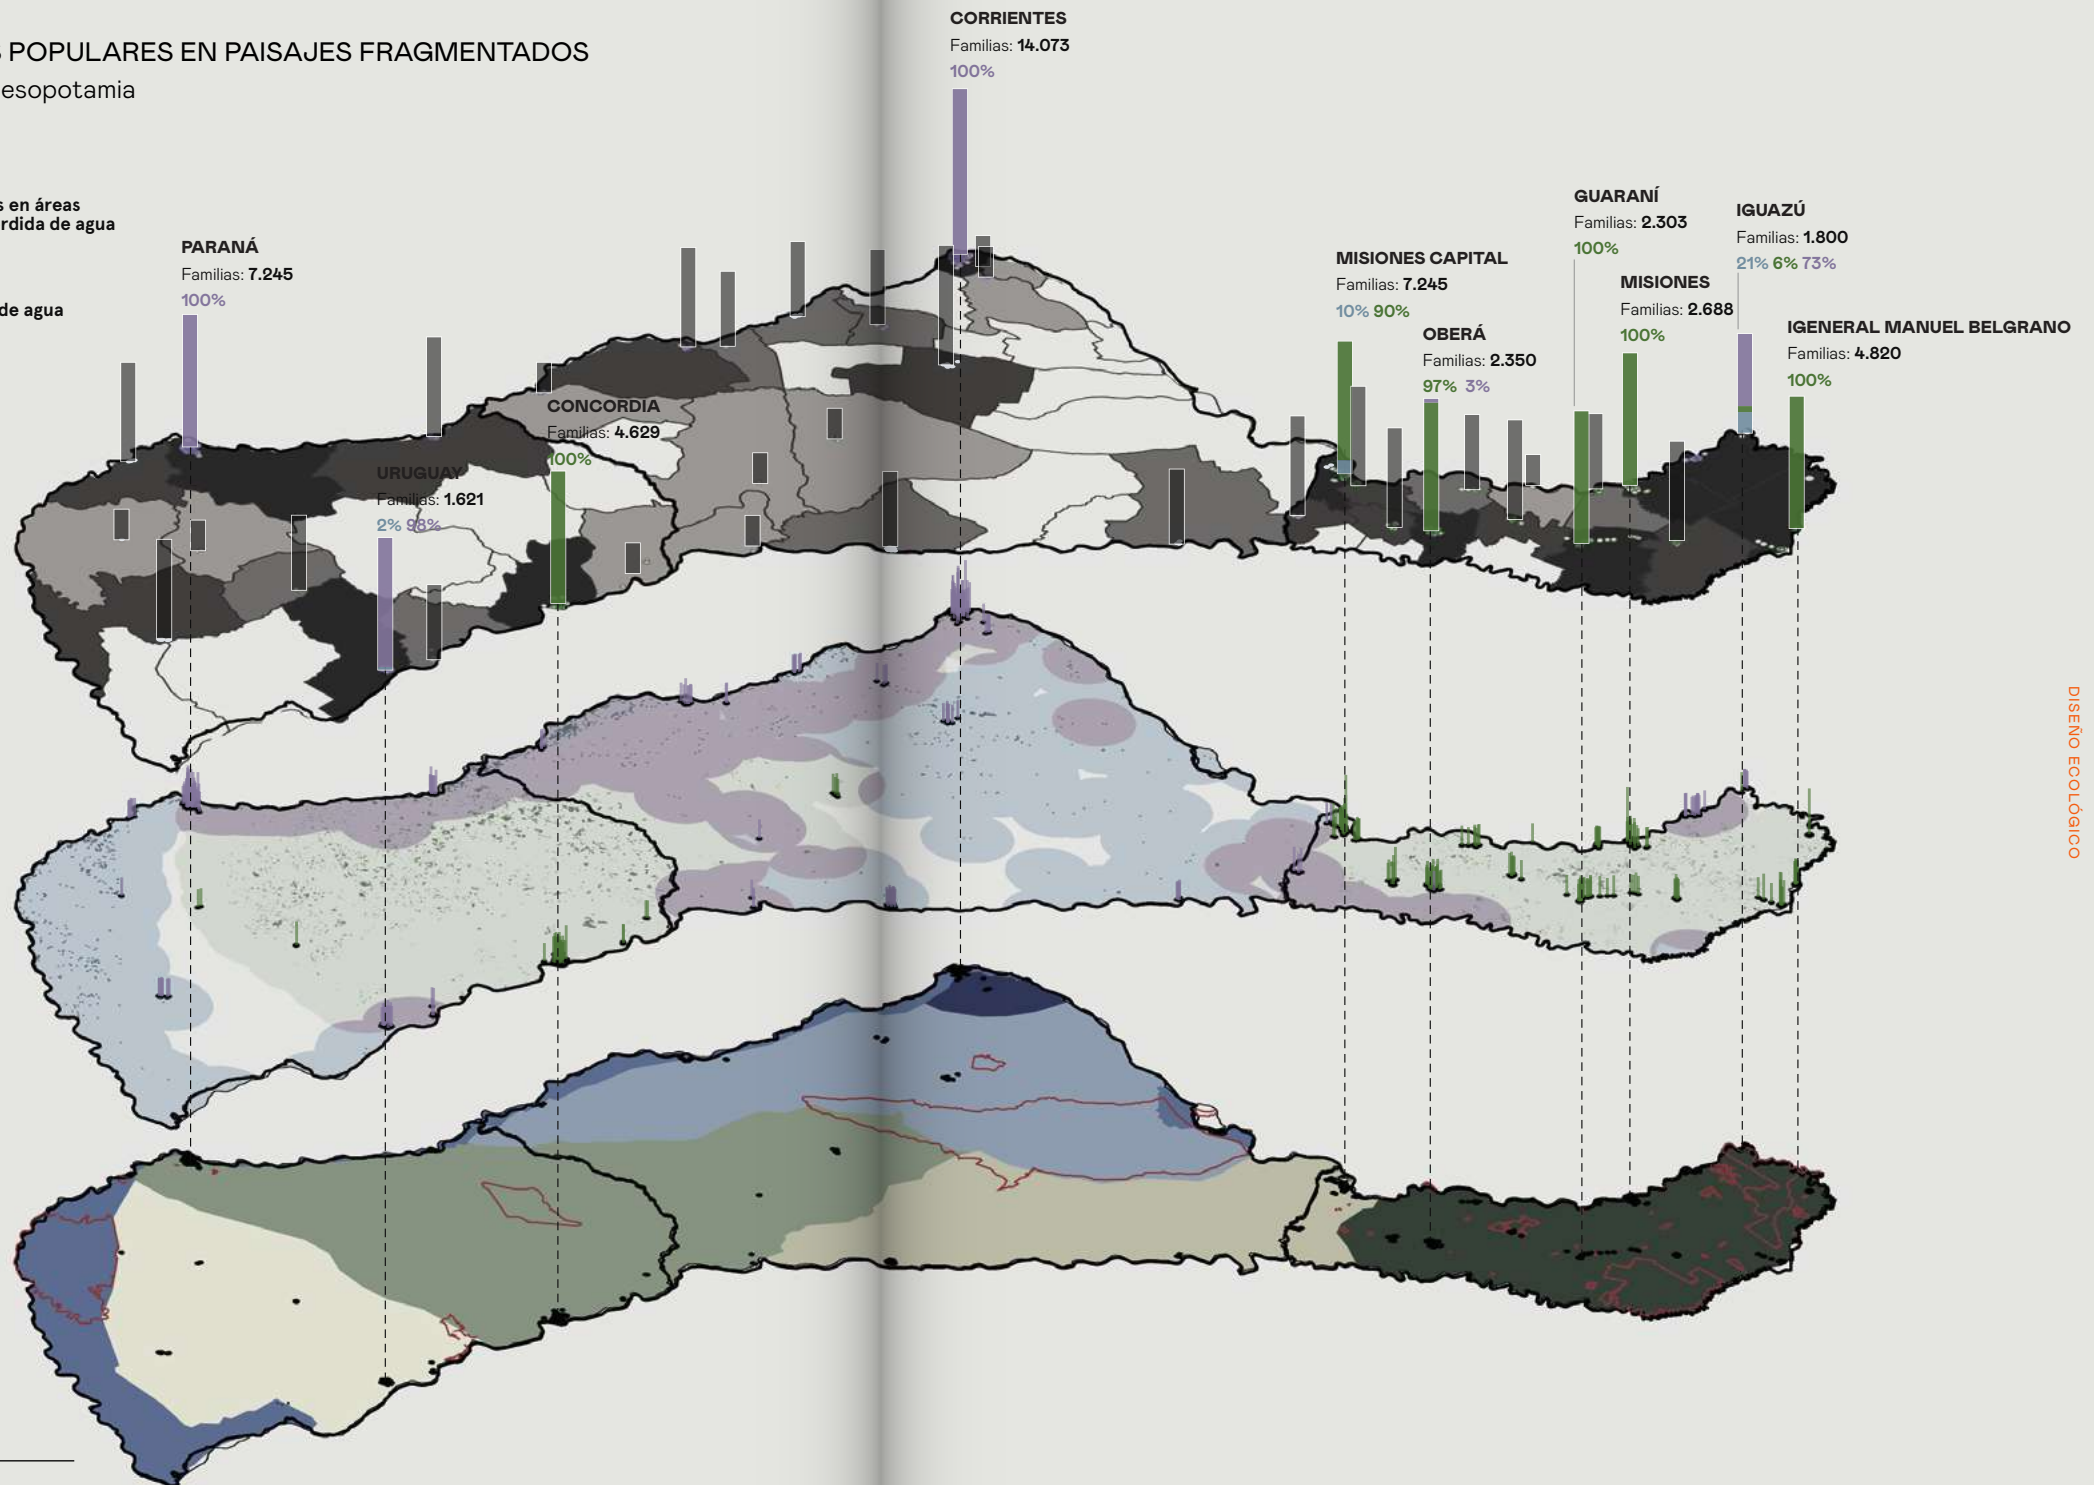 POPULARES EN PAISAJES FRAGMENTADOS
esopotamia
s en áreas
rdida de agua
de agua
PARANÁ
Familias: 7.245
100%
URUGUAY
Familias: 1.621
2% 98%
CONCORDIA
Familias: 4.629
100%
CORRIENTES
Familias: 14.073
100%
MISIONES CAPITAL
Familias: 7.245
10% 90%
OBERÁ
Familias: 2.350
97% 3%
GUARANÍ
Familias: 2.303
100%
MISIONES
Familias: 2.688
100%
IGUAZÚ
Familias: 1.800
21% 6% 73%
IGENERAL MANUEL BELGRANO
Familias: 4.820
100%
DISEÑO ECOLÓGICO